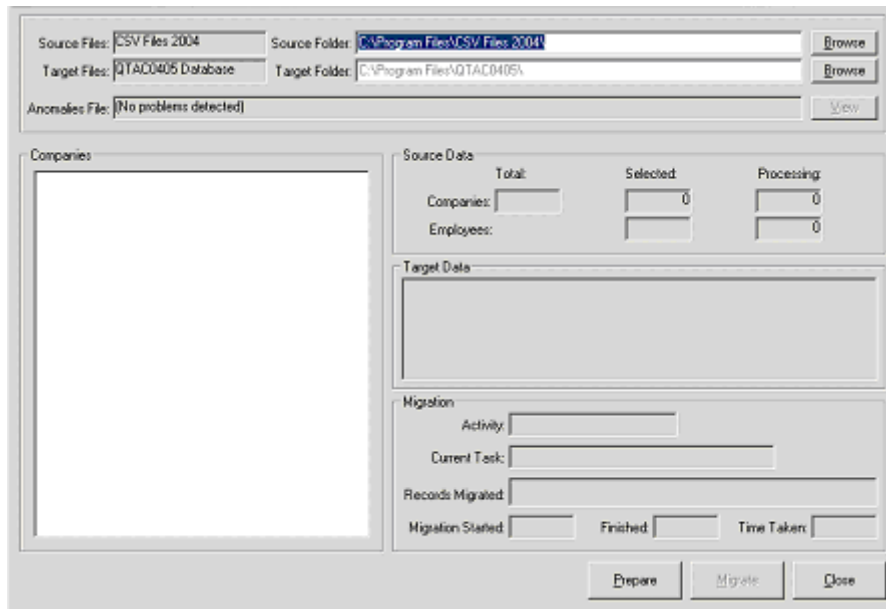 Source Files: CSV Files 2004 Source Folder: C:\Program Files\CSV Files 2004\ Browse
Target Files: QTAC0405 Database Target Folder: C:\Program Files\QTAC0405\ Browse
Anomalies File: (No problems detected) View
Companies
Source Data
Total: Selected: Processing:
Companies: 0 0
Employees: 0
Target Data
Migration
Activity:
Current Task:
Records Migrated:
Migration Started: Finished: Time Taken:
Prepare Migrate Close